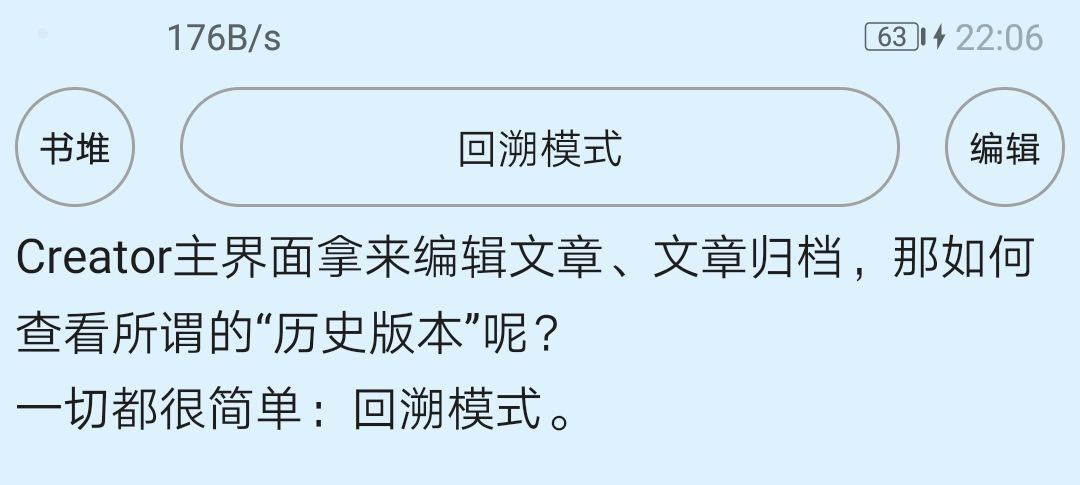 176B/s 63 22:06
书堆 回溯模式 编辑
Creator主界面拿来编辑文章、文章归档，那如何
查看所谓的“历史版本”呢？
一切都很简单：回溯模式。